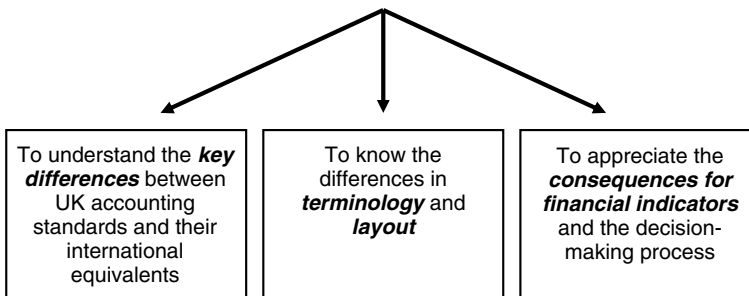 To understand the key
differences between
UK accounting
standards and their
international
equivalents
To know the
differences in
terminology and
layout
To appreciate the
consequences for
financial indicators
and the decision-
making process